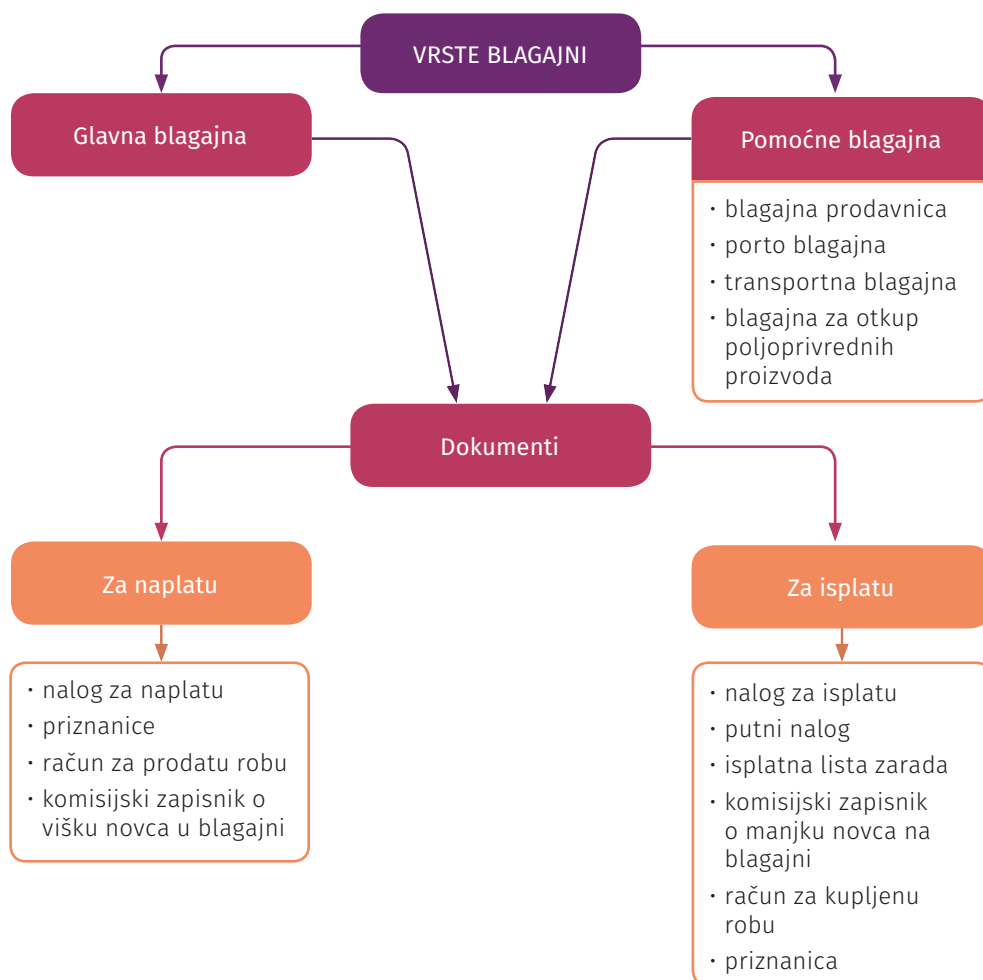 VRSTE BLAGAJNI
Glavna blagajna
Pomoćne blagajna
· blagajna prodavnica
· porto blagajna
· transportna blagajna
· blagajna za otkup
poljoprivrednih
proizvoda
Dokumenti
Za naplatu
· nalog za naplatu
· priznanice
· račun za prodatu robu
· komisijski zapisnik o
višku novca u blagajni
Za isplatu
· nalog za isplatu
· putni nalog
· isplatna lista zarada
· komisijski zapisnik
o manjku novca na
blagajni
· račun za kupljenu
robu
· priznanica